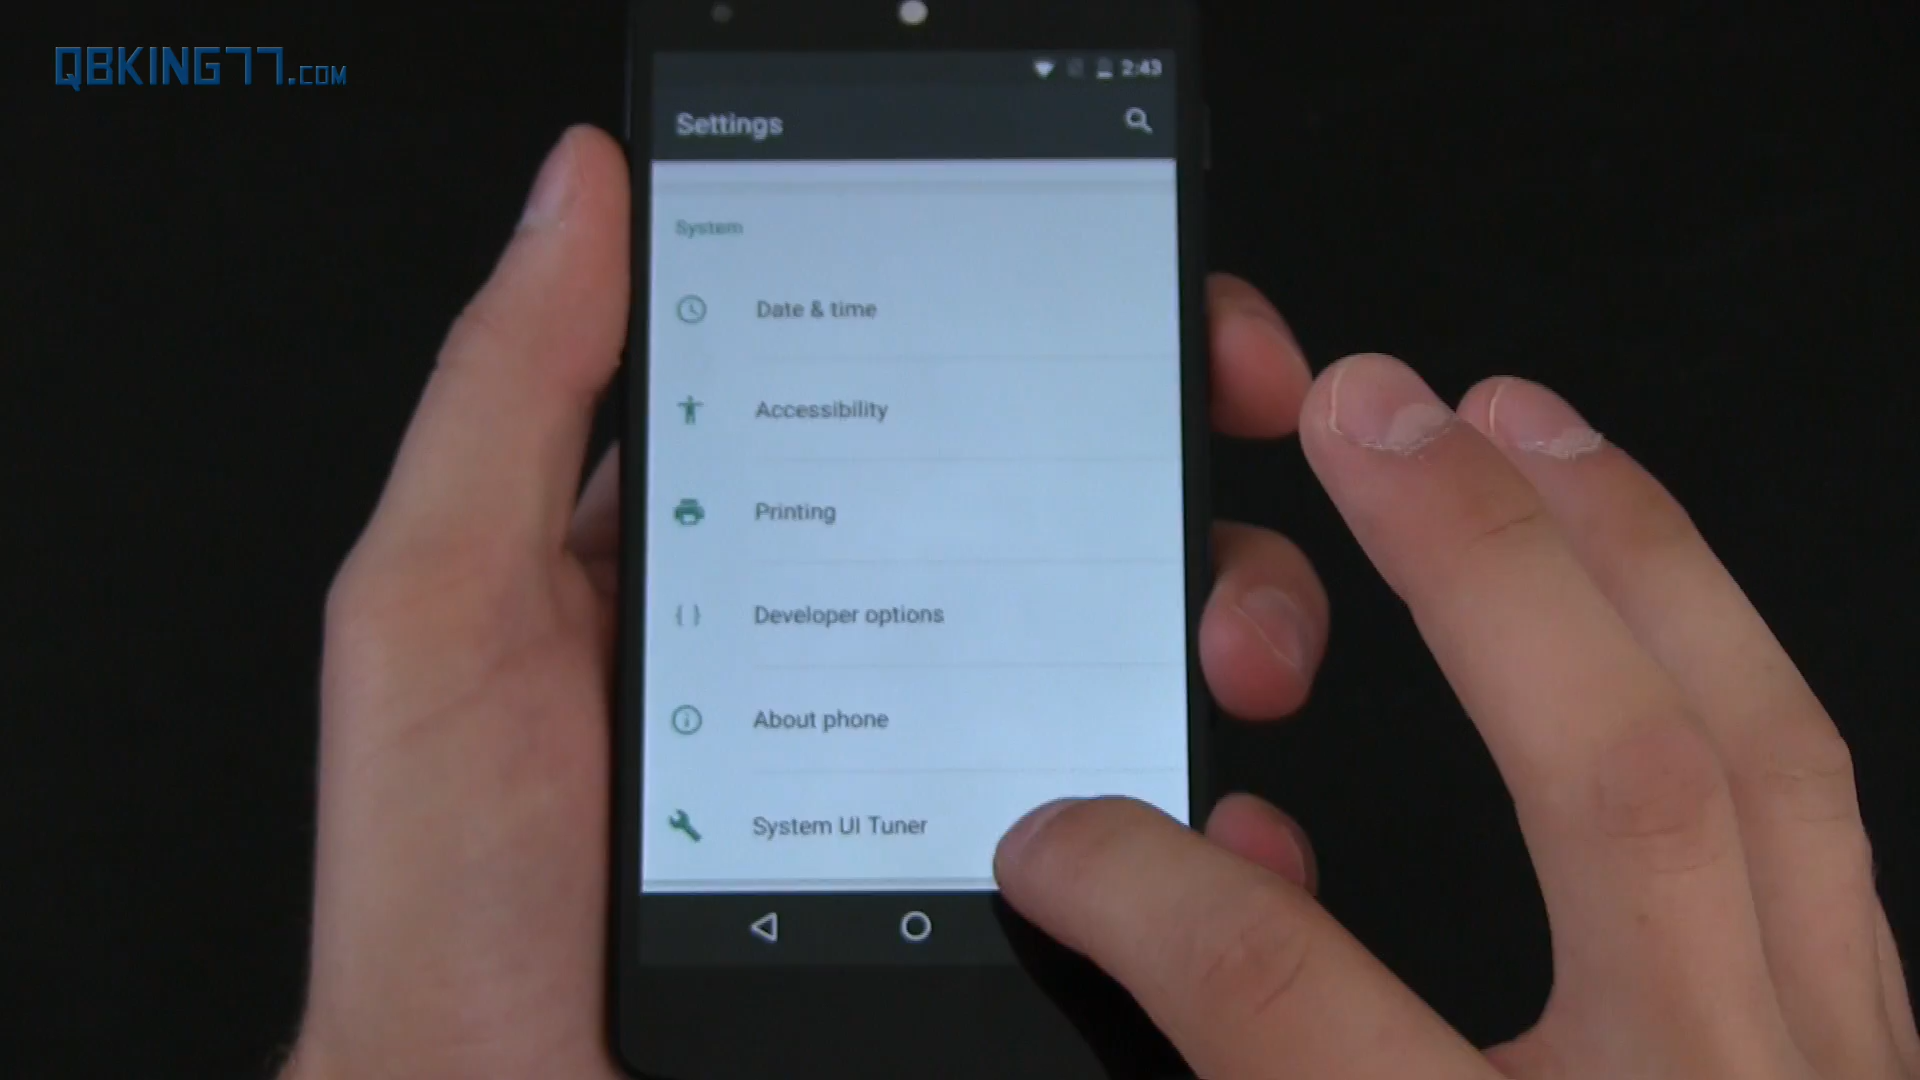 QBKING77.COM
2:43
Settings
System
Date & time
Accessibility
Printing
Developer options
About phone
System UI Tuner